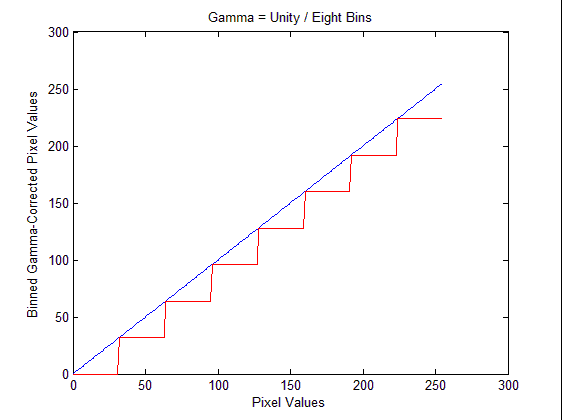 Gamma = Unity / Eight Bins
300
250
200
150
100
50
0
Binned Gamma-Corrected Pixel Values
0 50 100 150 200 250 300
Pixel Values